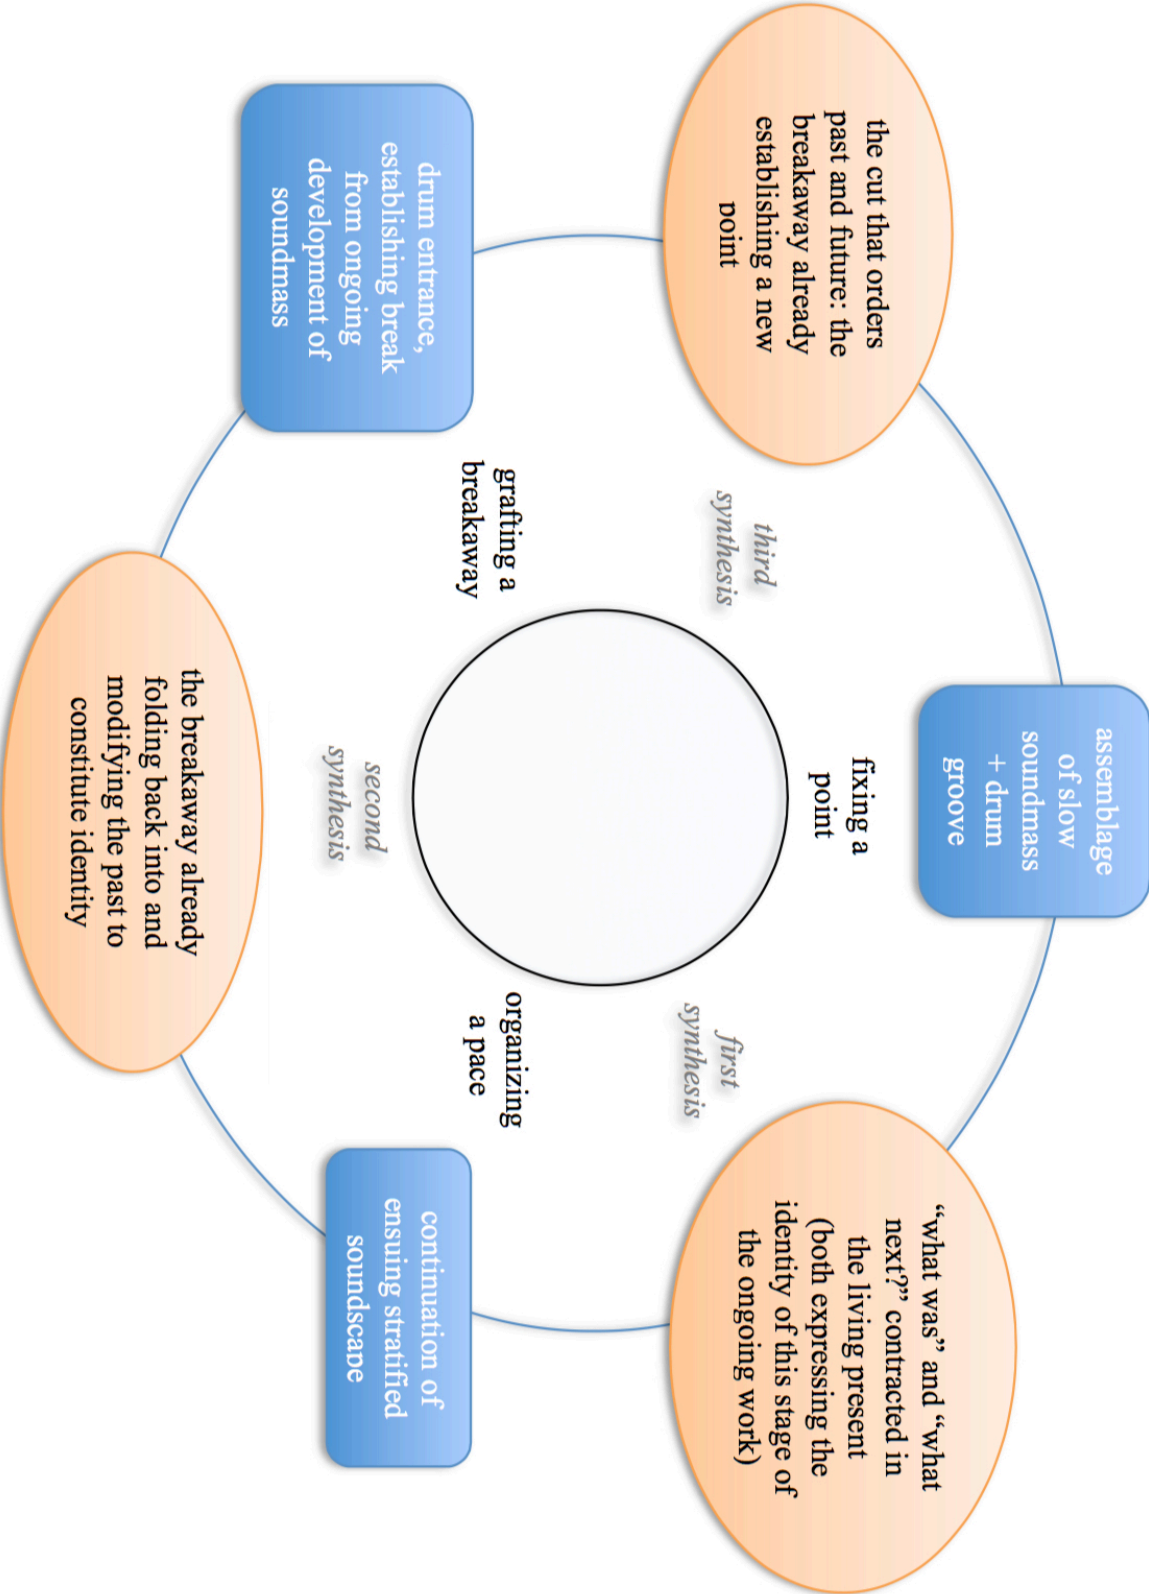 assemblage
of slow
soundmass
+ drum
groove
“what was” and “what
next?” contracted in
the living present
(both expressing the
identity of this stage of
the ongoing work)
the cut that orders
past and future: the
breakaway already
establishing a new
point
fixing a
point
third
synthesis
first
synthesis
grafting a
breakaway
organizing
a pace
drum entrance,
establishing break
from ongoing
development of
soundmass
continuation of
ensuing stratified
soundscape
second
synthesis
the breakaway already
folding back into and
modifying the past to
constitute identity